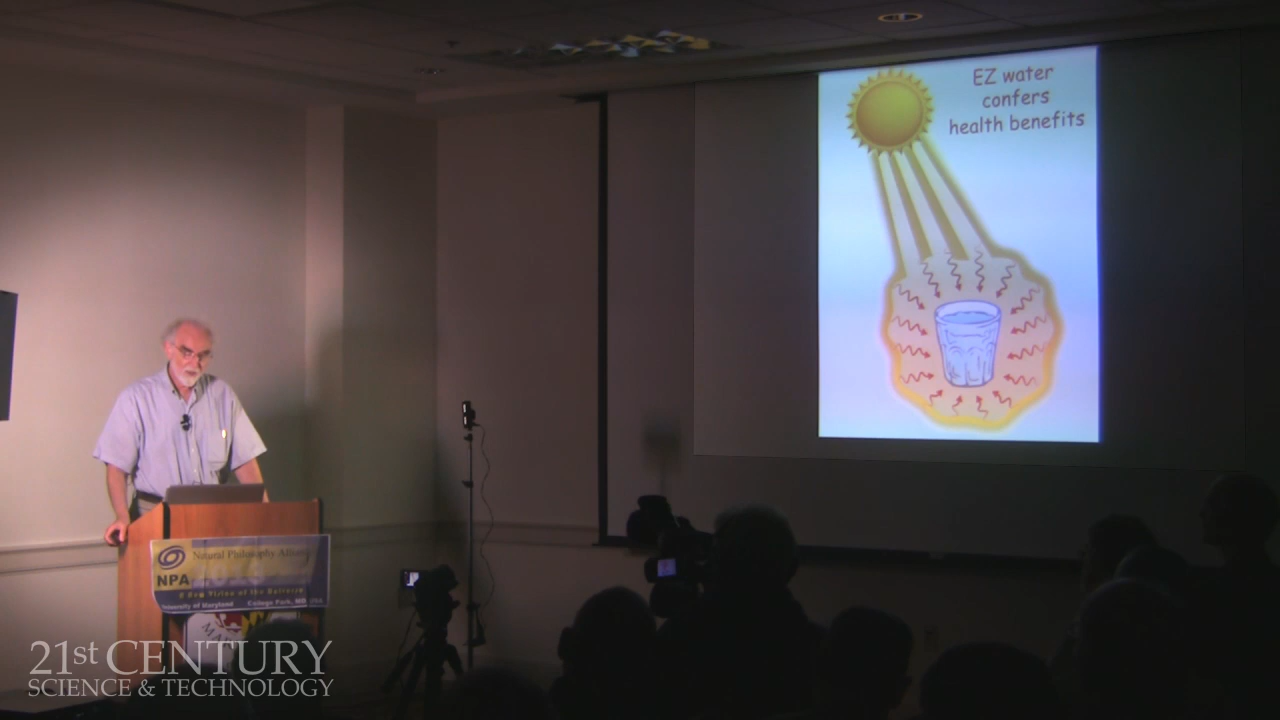 EZ water
confers
health benefits
Natural Philosophy Alliance
NPA
University of Maryland College Park, MD, USA
21st CENTURY
SCIENCE & TECHNOLOGY